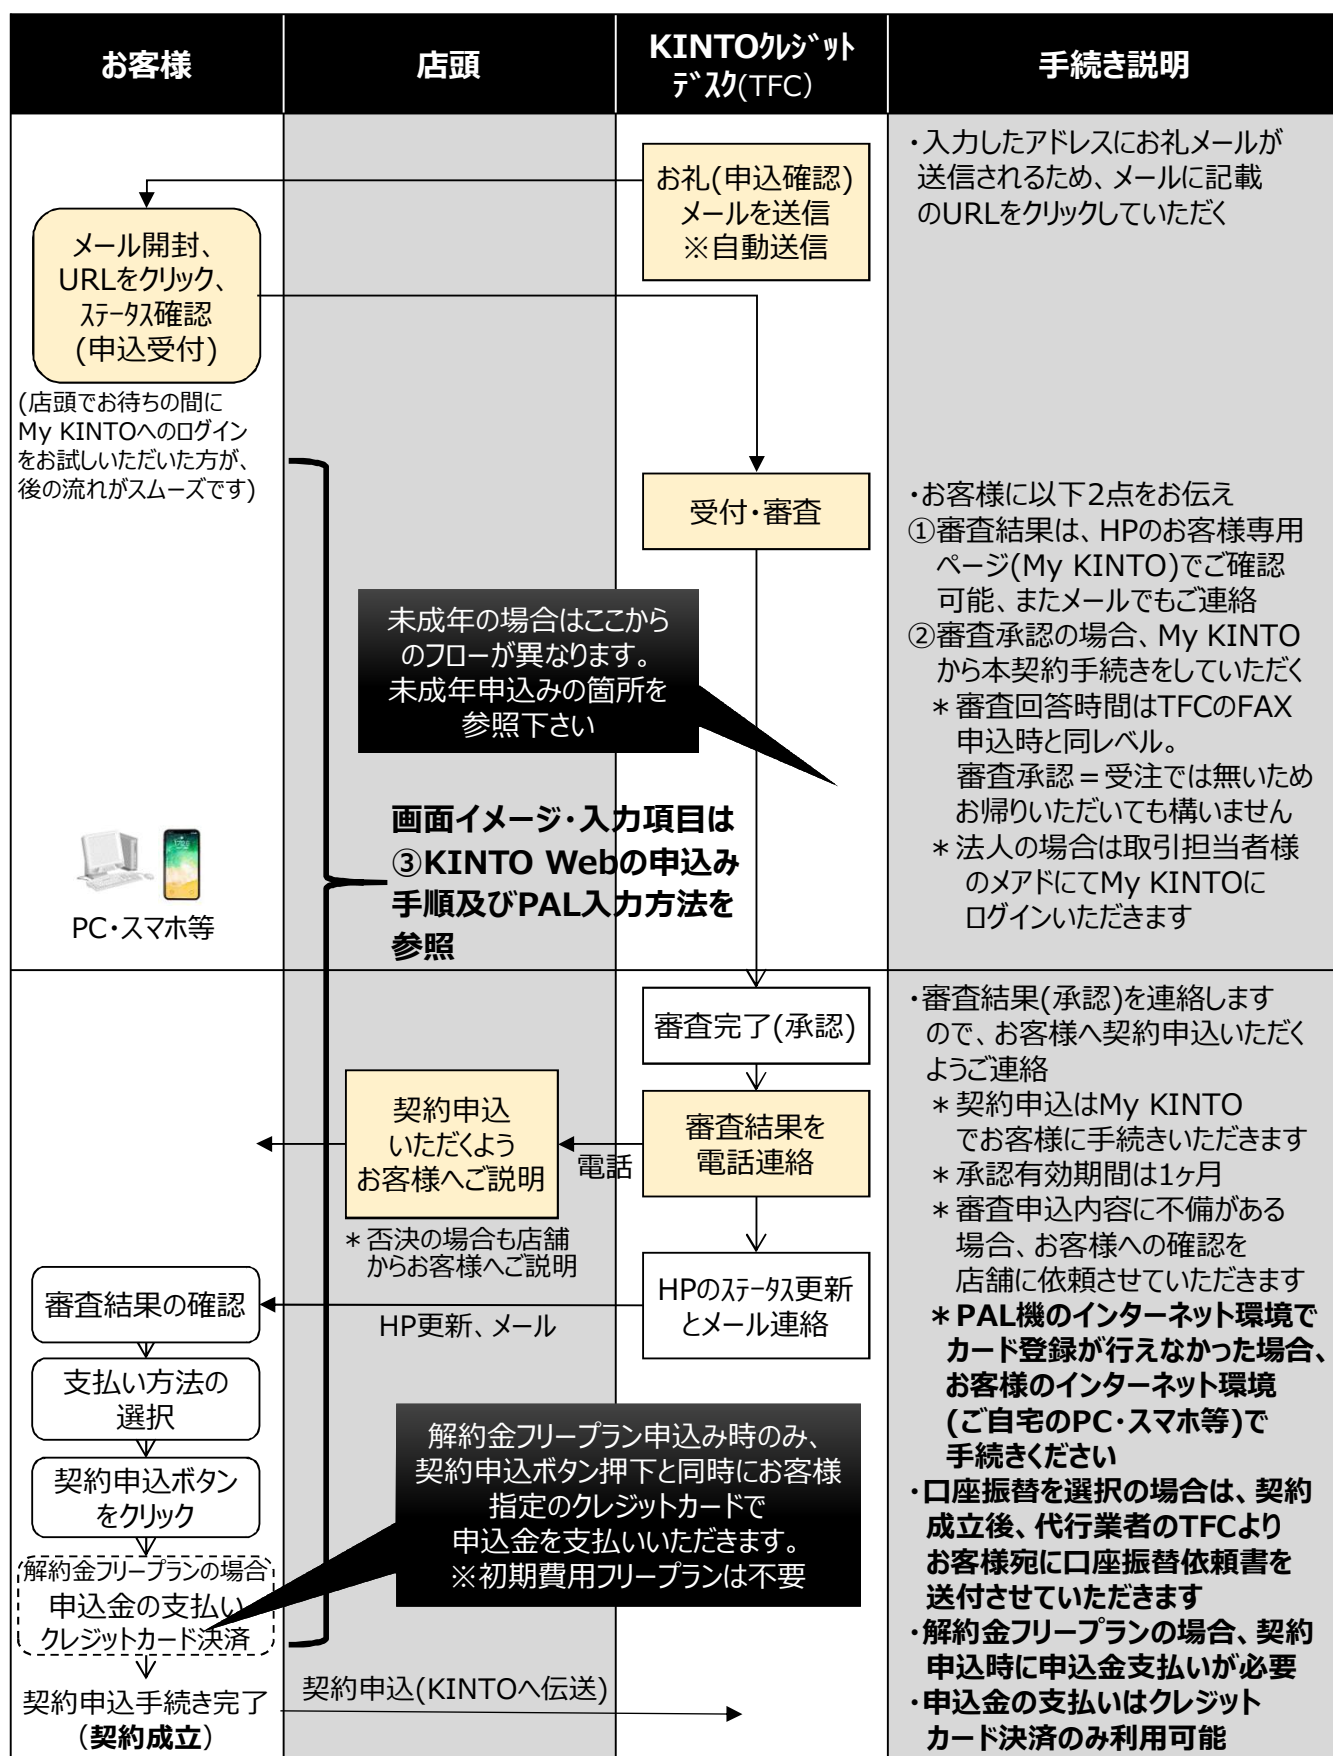 お客様
店頭
KINTOｸﾚｼﾞｯﾄ
ﾃﾞｽｸ(TFC)
手続き説明
お礼(申込確認)
メールを送信
※自動送信
・入力したアドレスにお礼メールが
送信されるため、メールに記載
のURLをクリックしていただく
メール開封、
URLをクリック、
ｽﾃｰﾀｽ確認
(申込受付)
(店頭でお待ちの間に
My KINTOへのログイン
をお試しいただいた方が、
後の流れがスムーズです)
受付・審査
・お客様に以下2点をお伝え
①審査結果は、HPのお客様専用
ページ(My KINTO)でご確認
可能、またメールでもご連絡
②審査承認の場合、My KINTO
から本契約手続きをしていただく
＊審査回答時間はTFCのFAX
申込時と同レベル。
審査承認＝受注では無いため
お帰りいただいても構いません
＊法人の場合は取引担当者様
のメアドにてMy KINTOに
ログインいただきます
未成年の場合はここから
のフローが異なります。
未成年申込みの箇所を
参照下さい
画面イメージ・入力項目は
③KINTO Webの申込み
手順及びPAL入力方法を
参照
PC・スマホ等
審査完了(承認)
審査結果を
電話連絡
電話
契約申込
いただくよう
お客様へご説明
＊否決の場合も店舗
からお客様へご説明
HPのｽﾃｰﾀｽ更新
とメール連絡
HP更新、メール
審査結果の確認
支払い方法の
選択
契約申込ボタン
をクリック
解約金フリープランの場合
申込金の支払い
クレジットカード決済
契約申込手続き完了
（契約成立）
契約申込(KINTOへ伝送)
解約金フリープラン申込み時のみ、
契約申込ボタン押下と同時にお客様
指定のクレジットカードで
申込金を支払いいただきます。
※初期費用フリープランは不要
・審査結果(承認)を連絡します
ので、お客様へ契約申込いただく
ようご連絡
＊契約申込はMy KINTO
でお客様に手続きいただきます
＊承認有効期間は1ヶ月
＊審査申込内容に不備がある
場合、お客様への確認を
店舗に依頼させていただきます
＊PAL機のインターネット環境で
カード登録が行えなかった場合、
お客様のインターネット環境
(ご自宅のPC・スマホ等)で
手続きください
・口座振替を選択の場合は、契約
成立後、代行業者のTFCより
お客様宛に口座振替依頼書を
送付させていただきます
・解約金フリープランの場合、契約
申込時に申込金支払いが必要
・申込金の支払いはクレジット
カード決済のみ利用可能